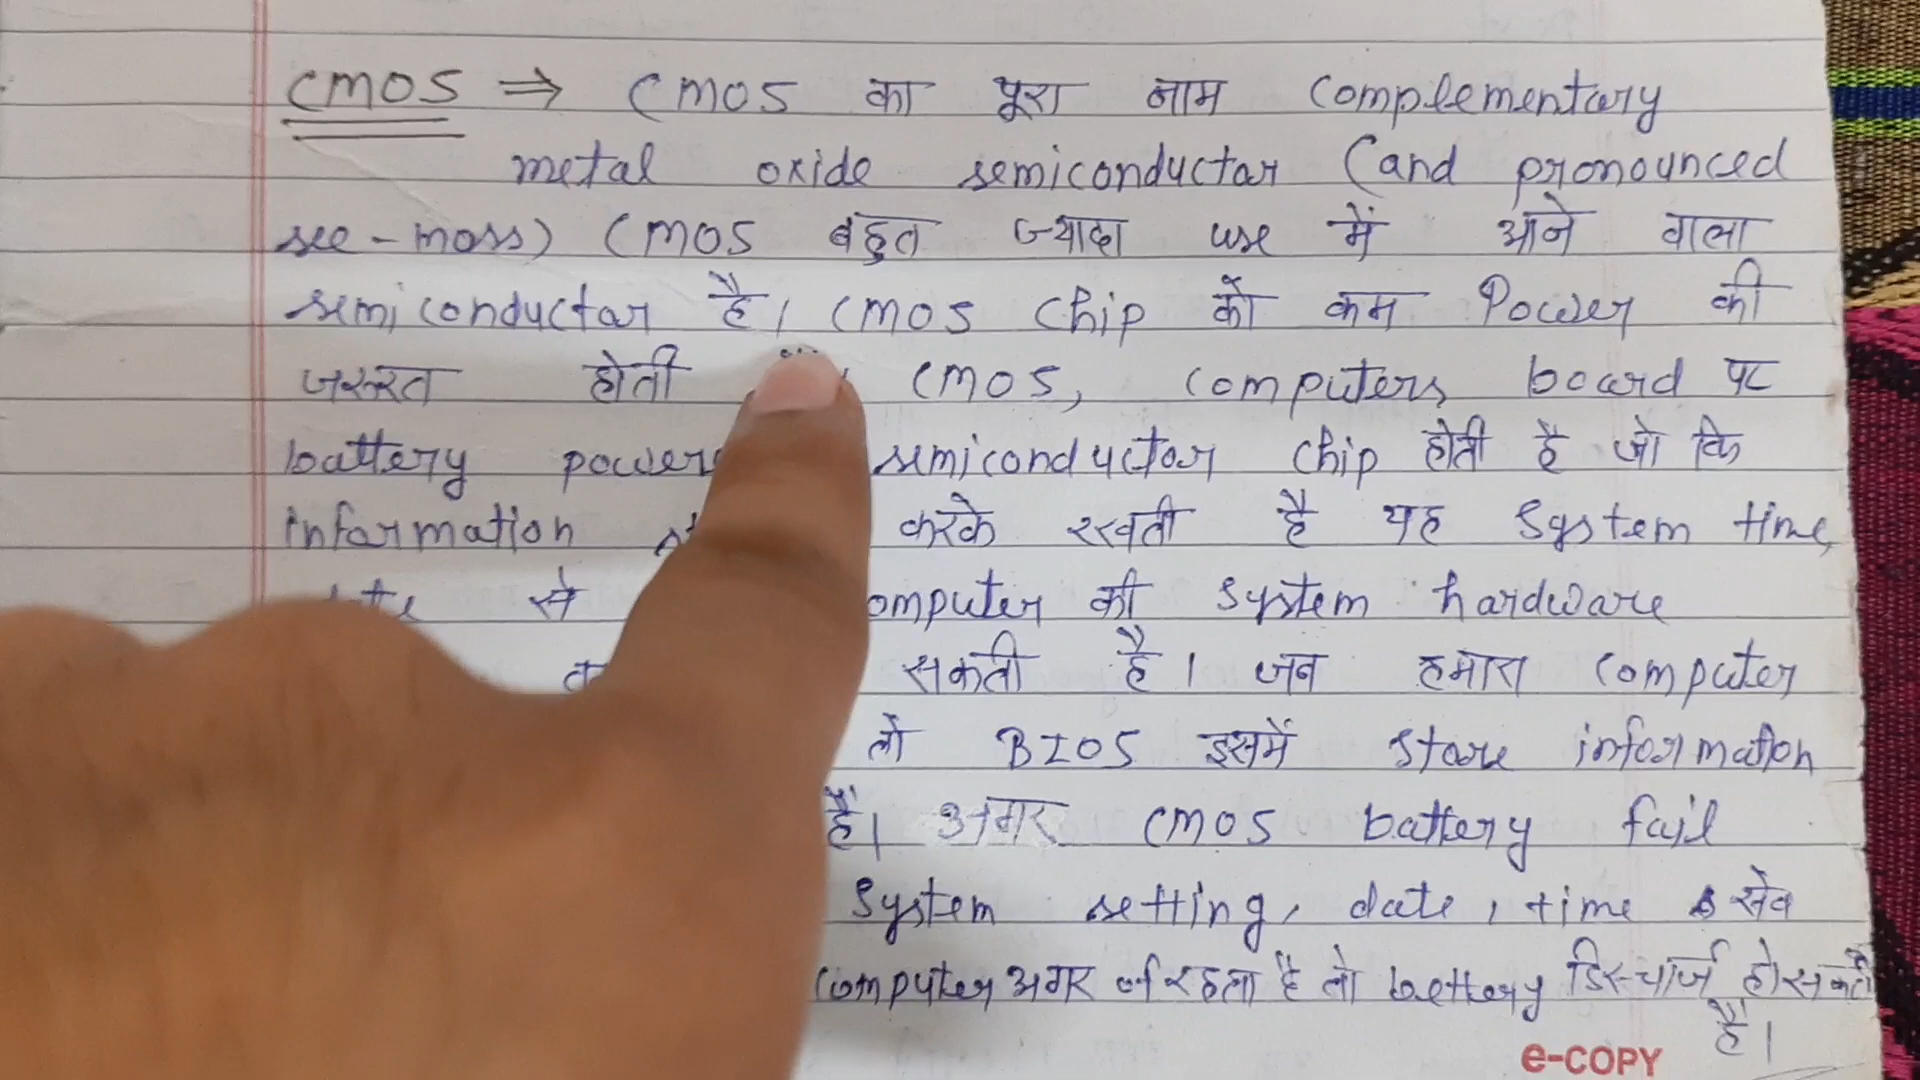 CMOS ⇒ CMOS का पूरा नाम Complementary
metal oxide semiconductor (and pronounced
see-moss) CMOS बहुत ज्यादा use में आने वाला
semiconductor है। CMOS Chip को कम Power की
जरूरत होती CMOS, Computers board पर
battery semiconductor chip होती है जो कि
information करके रखती है यह System time,
से computer की system hardware
सकती है। जब हमारा Computer
तो BIOS इसमें store information
है। अगर CMOS battery fail
System setting, date, time सेव
computer अगर ऑफ रहता है तो battery डिस्चार्ज हो सकती
है।
e-COPY